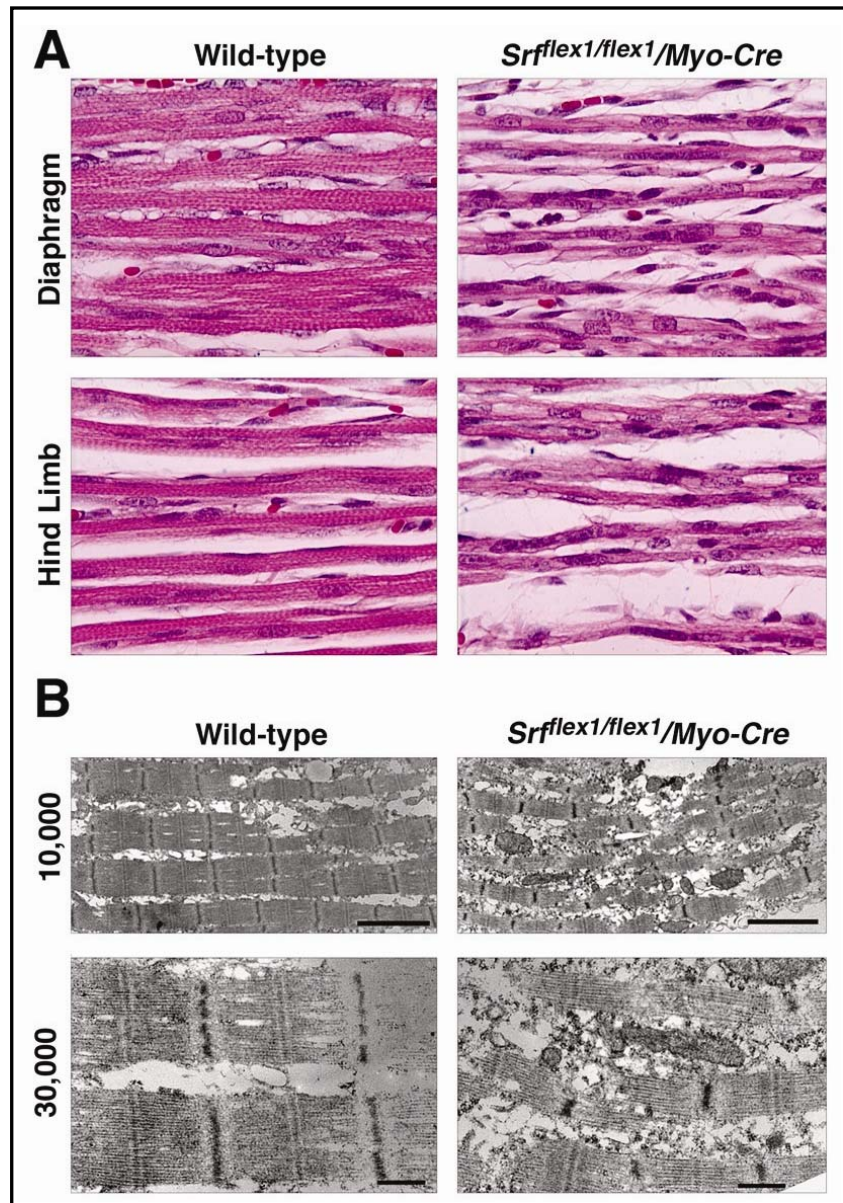 A
Wild-type Srfflex1/flex1/Myo-Cre
Diaphragm
Hind Limb
B
Wild-type Srfflex1/flex1/Myo-Cre
10,000
30,000